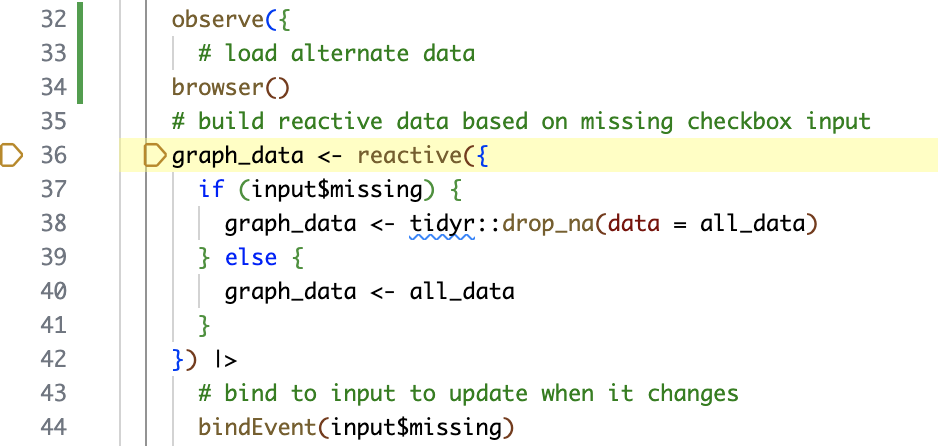 32 observe({
33 # load alternate data
34 browser()
35 # build reactive data based on missing checkbox input
36 graph_data <- reactive({
37 if (input$missing) {
38 graph_data <- tidyr::drop_na(data = all_data)
39 } else {
40 graph_data <- all_data
41 }
42 }) |>
43 # bind to input to update when it changes
44 bindEvent(input$missing)